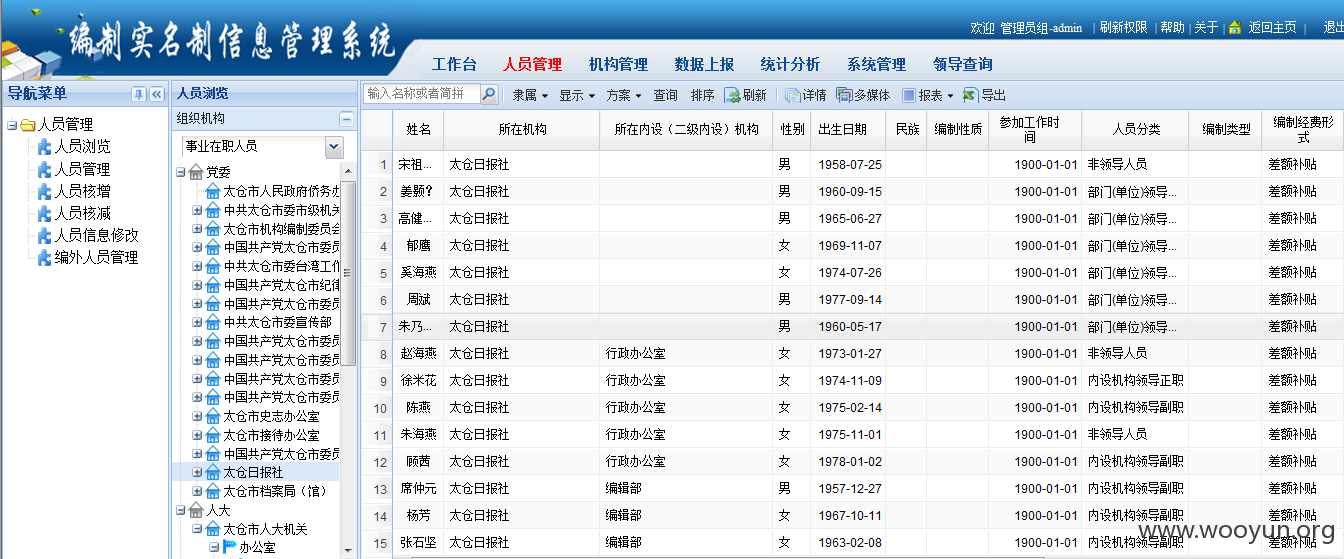 编制实名制信息管理系统
欢迎 管理员组-admin | 刷新权限 | 帮助 | 关于 | 返回主页 | 退出
工作台 人员管理 机构管理 数据上报 统计分析 系统管理 领导查询
导航菜单
人员管理
人员浏览
人员管理
人员核增
人员核减
人员信息修改
编外人员管理
人员浏览
组织机构
事业在职人员
党委
太仓市人民政府侨务办
中共太仓市委市级机关
太仓市机构编制委员会
中国共产党太仓市委员
中共太仓市委台湾工作
中国共产党太仓市纪律
中国共产党太仓市委员
中共太仓市委宣传部
中国共产党太仓市委员
中国共产党太仓市委员
中国共产党太仓市委员
中国共产党太仓市委员
太仓市史志办公室
太仓市接待办公室
中国共产党太仓市委员
太仓日报社
太仓市档案局（馆）
人大
太仓市人大机关
办公室
输入名称或者简拼 隶属 显示 方案 查询 排序 刷新 详情 多媒体 报表 导出
姓名 所在机构 所在内设（二级内设）机构 性别 出生日期 民族 编制性质 参加工作时间 人员分类 编制类型 编制经费形式
1 宋祖... 太仓日报社 男 1958-07-25 1900-01-01 非领导人员 差额补贴
2 姜颢? 太仓日报社 男 1960-09-15 1900-01-01 部门(单位)领导... 差额补贴
3 高健... 太仓日报社 男 1965-06-27 1900-01-01 部门(单位)领导... 差额补贴
4 郁鹰 太仓日报社 女 1969-11-07 1900-01-01 部门(单位)领导... 差额补贴
5 奚海燕 太仓日报社 女 1974-07-26 1900-01-01 部门(单位)领导... 差额补贴
6 周斌 太仓日报社 男 1977-09-14 1900-01-01 部门(单位)领导... 差额补贴
7 朱乃... 太仓日报社 男 1960-05-17 1900-01-01 部门(单位)领导... 差额补贴
8 赵海燕 太仓日报社 行政办公室 女 1973-01-27 1900-01-01 非领导人员 差额补贴
9 徐米花 太仓日报社 行政办公室 女 1974-11-09 1900-01-01 内设机构领导正职 差额补贴
10 陈燕 太仓日报社 行政办公室 女 1975-02-14 1900-01-01 内设机构领导副职 差额补贴
11 朱海燕 太仓日报社 行政办公室 女 1975-11-01 1900-01-01 非领导人员 差额补贴
12 顾茜 太仓日报社 行政办公室 女 1978-01-02 1900-01-01 内设机构领导副职 差额补贴
13 席仲元 太仓日报社 编辑部 男 1957-12-27 1900-01-01 内设机构领导副职 差额补贴
14 杨芳 太仓日报社 编辑部 女 1967-10-11 1900-01-01 内设机构领导副职 差额补贴
15 张石坚 太仓日报社 编辑部 女 1963-02-08 1900-01-01 内设机构领导副职 差额补贴
www.wooyun.org